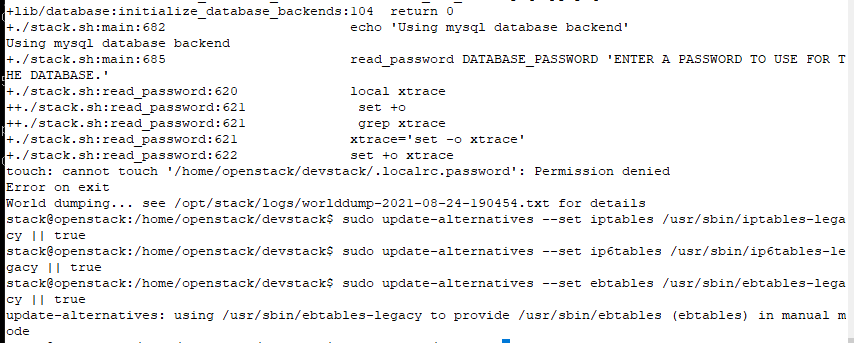 +lib/database:initialize_database_backends:104  return 0
+./stack.sh:main:682                       echo 'Using mysql database backend'
Using mysql database backend
+./stack.sh:main:685                       read_password DATABASE_PASSWORD 'ENTER A PASSWORD TO USE FOR T
HE DATABASE.'
+./stack.sh:read_password:620              local xtrace
++./stack.sh:read_password:621              set +o
++./stack.sh:read_password:621              grep xtrace
+./stack.sh:read_password:621              xtrace='set -o xtrace'
+./stack.sh:read_password:622              set +o xtrace
touch: cannot touch '/home/openstack/devstack/.localrc.password': Permission denied
Error on exit
World dumping... see /opt/stack/logs/worlddump-2021-08-24-190454.txt for details
stack@openstack:/home/openstack/devstack$ sudo update-alternatives --set iptables /usr/sbin/iptables-lega
cy || true
stack@openstack:/home/openstack/devstack$ sudo update-alternatives --set ip6tables /usr/sbin/ip6tables-le
gacy || true
stack@openstack:/home/openstack/devstack$ sudo update-alternatives --set ebtables /usr/sbin/ebtables-lega
cy || true
update-alternatives: using /usr/sbin/ebtables-legacy to provide /usr/sbin/ebtables (ebtables) in manual m
ode